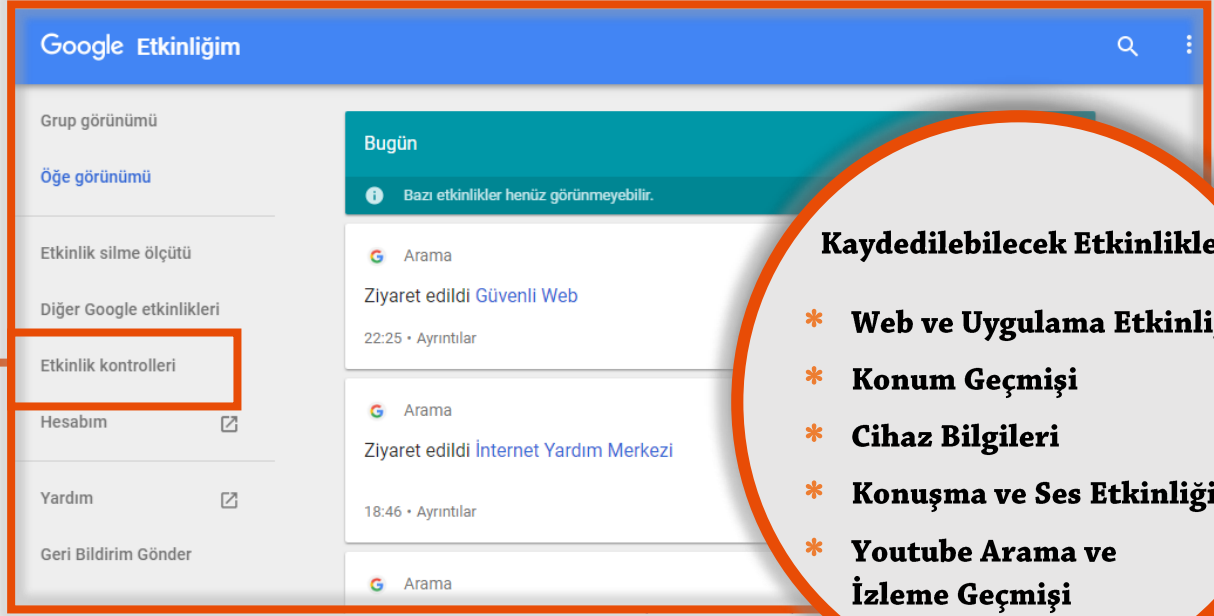 Google Etkinliğim
Grup görünümü
Öğe görünümü
Etkinlik silme ölçütü
Diğer Google etkinlikleri
Etkinlik kontrolleri
Hesabım
Yardım
Geri Bildirim Gönder
Bugün
Bazı etkinlikler henüz görünmeyebilir.
Arama
Ziyaret edildi Güvenli Web
22:25 • Ayrıntılar
Arama
Ziyaret edildi İnternet Yardım Merkezi
18:46 • Ayrıntılar
Arama
Kaydedilebilecek
* Web ve Uygulama
* Konum Geçmişi
* Cihaz Bilgileri
* Konuşma ve Ses Etkinliği
* Youtube Arama ve
İzleme Geçmişi